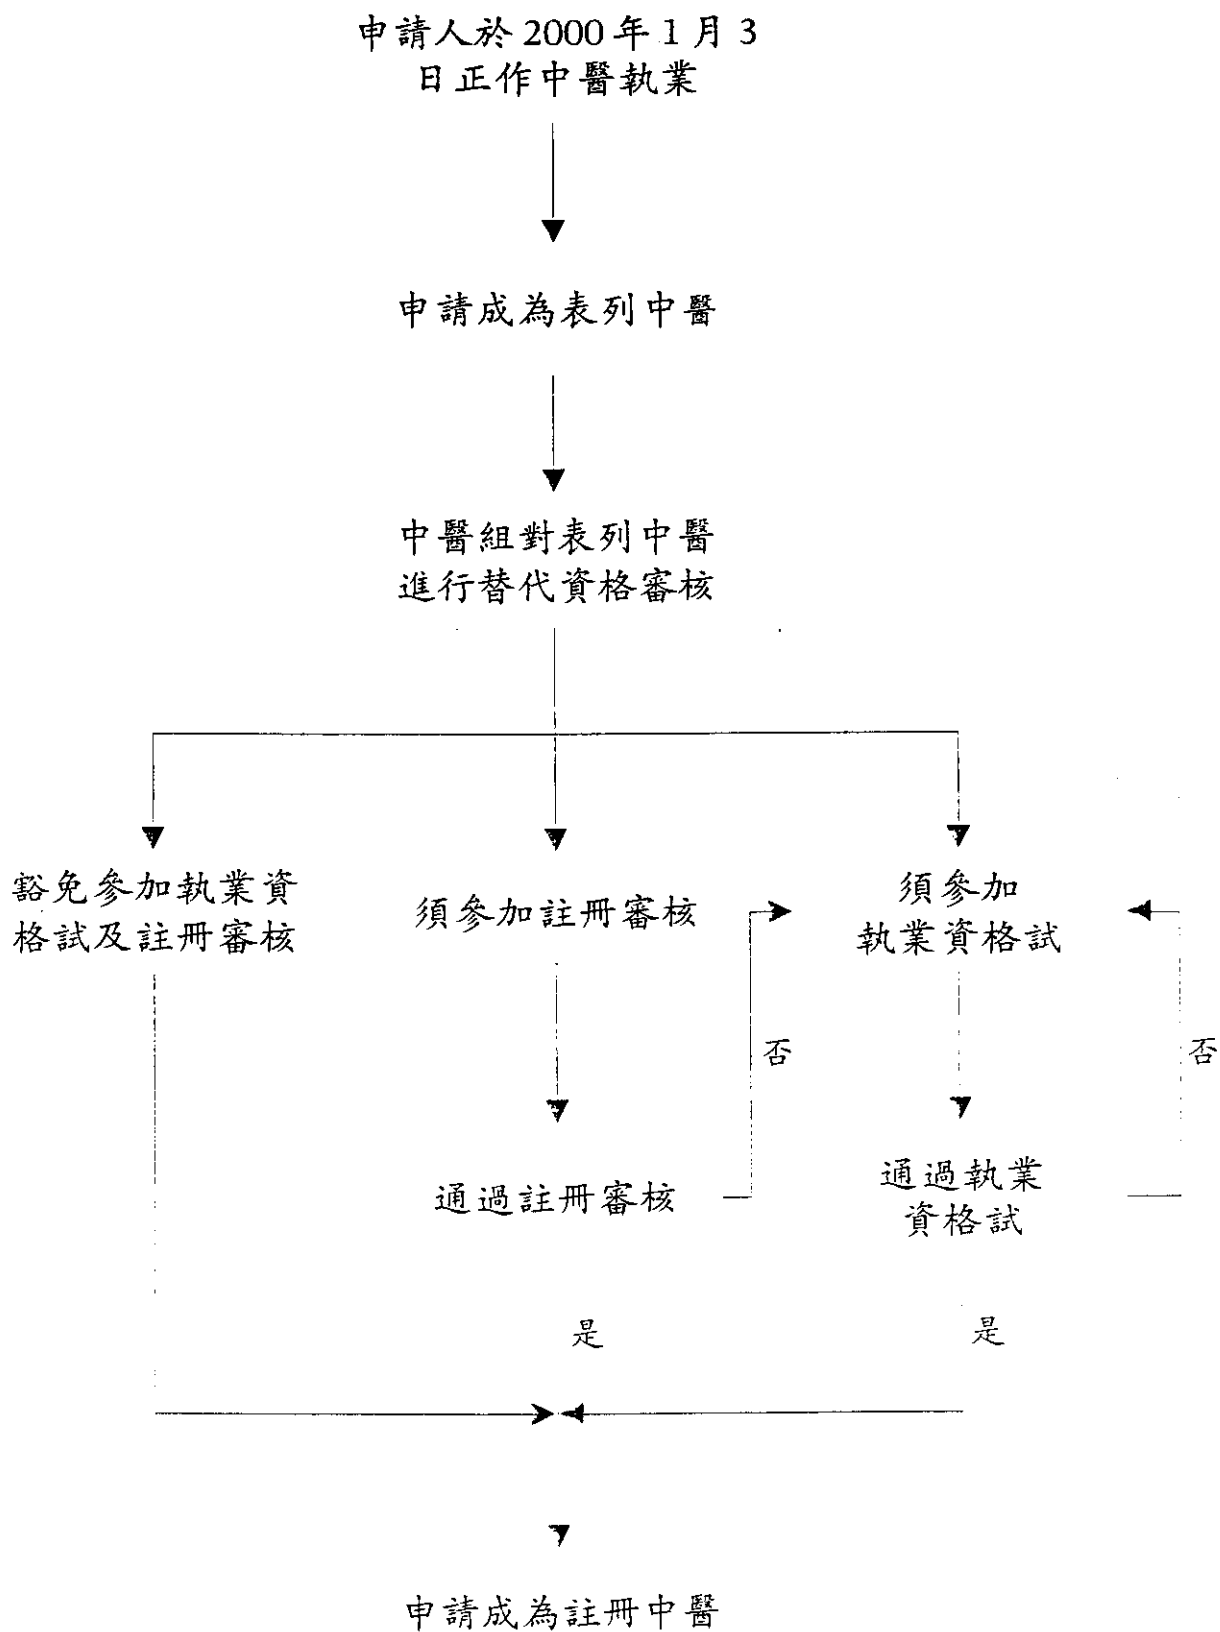 申請人於 2000 年 1 月 3
日正作中醫執業
申請成為表列中醫
中醫組對表列中醫
進行替代資格審核
豁免參加執業資
格試及註冊審核
須參加註冊審核
須參加
執業資格試
否
否
通過註冊審核
通過執業
資格試
是
是
申請成為註冊中醫